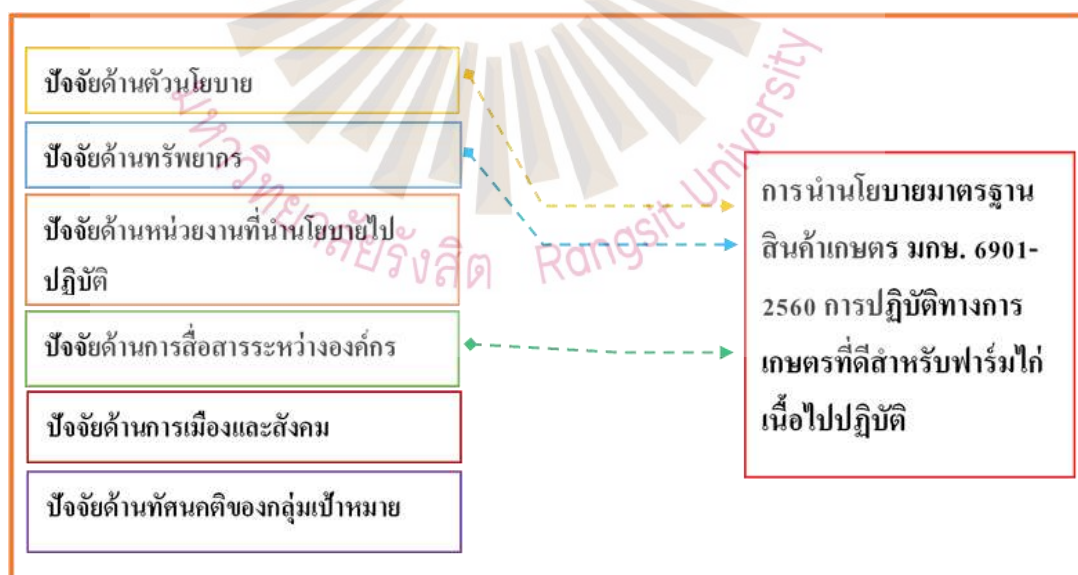 ปัจจัยด้านตัวนโยบาย
ปัจจัยด้านทรัพยากร
ปัจจัยด้านหน่วยงานที่นำนโยบายไป
ปฏิบัติ
ปัจจัยด้านการสื่อสารระหว่างองค์กร
ปัจจัยด้านการเมืองและสังคม
ปัจจัยด้านทัศนคติของกลุ่มเป้าหมาย
การนำนโยบายมาตรฐาน
สินค้าเกษตร มกษ. 6901-
2560 การปฏิบัติทางการ
เกษตรที่ดีสำหรับฟาร์มไก่
เนื้อไปปฏิบัติ
มหาวิทยาลัยรังสิต Rangsit University